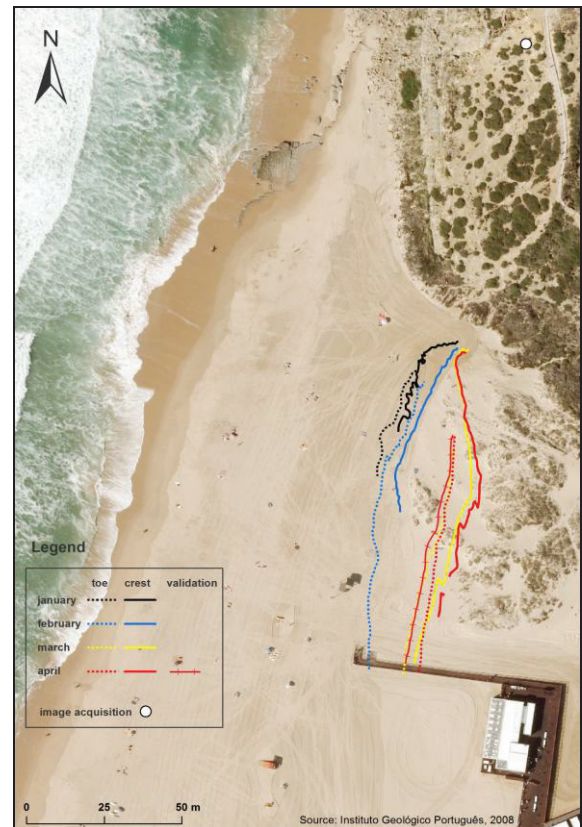 N
Legend
toe crest validation
january
february
march
april
image acquisition
0 25 50 m
Source: Instituto Geológico Português, 2008